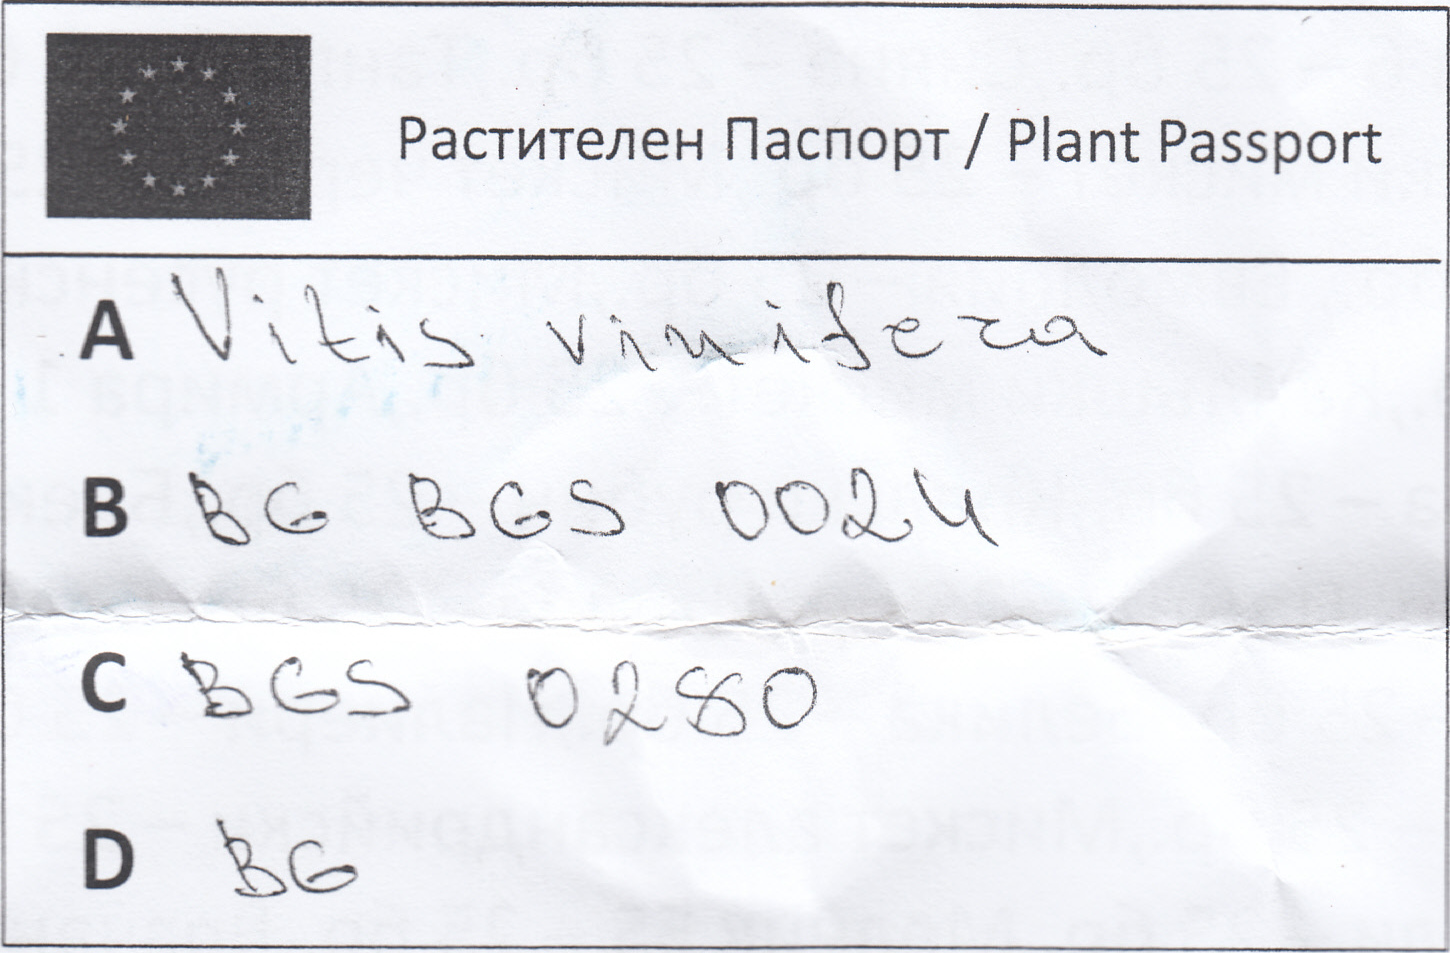 Растителен Паспорт / Plant Passport
A Vitis vinifera
B BG BGS 0024
C BGS 0280
D BG